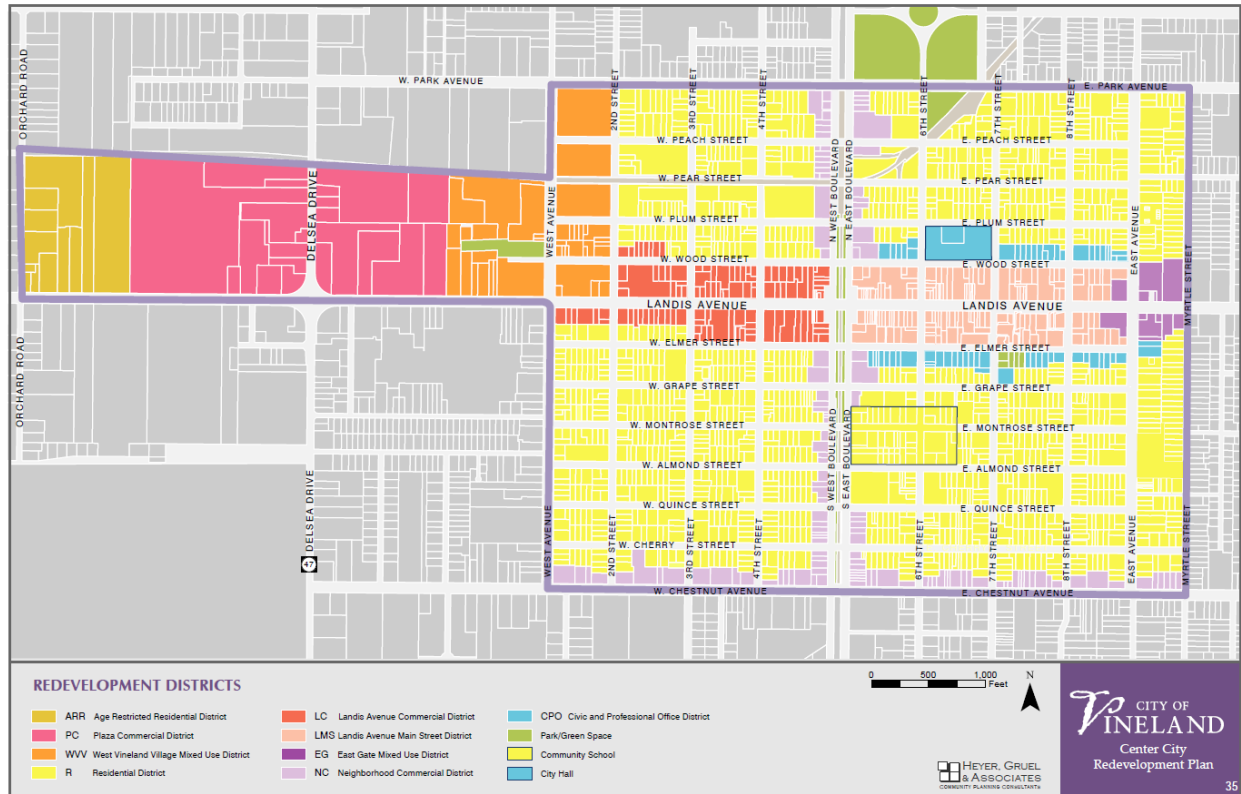 ORCHARD ROAD
W. PARK AVENUE
2ND STREET
3RD STREET
4TH STREET
6TH STREET
7TH STREET
8TH STREET
E. PARK AVENUE
W. PEACH STREET
E. PEACH STREET
W. PEAR STREET
E. PEAR STREET
DELSEA DRIVE
WEST AVENUE
N WEST BOULEVARD
N EAST BOULEVARD
W. PLUM STREET
E. PLUM STREET
EAST AVENUE
MYRTLE STREET
W. WOOD STREET
E. WOOD STREET
LANDIS AVENUE
LANDIS AVENUE
ORCHARD ROAD
W. ELMER STREET
E. ELMER STREET
W. GRAPE STREET
E. GRAPE STREET
W. MONTROSE STREET
E. MONTROSE STREET
S WEST BOULEVARD
S EAST BOULEVARD
W. ALMOND STREET
E. ALMOND STREET
DELSEA DRIVE
47
W. QUINCE STREET
E. QUINCE STREET
WEST AVENUE
2ND STREET
3RD STREET
4TH STREET
6TH STREET
7TH STREET
8TH STREET
EAST AVENUE
MYRTLE STREET
W. CHERRY STREET
W. CHESTNUT AVENUE
E. CHESTNUT AVENUE
REDEVELOPMENT DISTRICTS
ARR Age Restricted Residential District
PC Plaza Commercial District
WVV West Vineland Village Mixed Use District
R Residential District
LC Landis Avenue Commercial District
LMS Landis Avenue Main Street District
EG East Gate Mixed Use District
NC Neighborhood Commercial District
CPO Civic and Professional Office District
Park/Green Space
Community School
City Hall
0 500 1,000
Feet
N
HEYER, GRUEL
& ASSOCIATES
COMMUNITY PLANNING CONSULTANTS
CITY OF
VINELAND
Center City
Redevelopment Plan
35